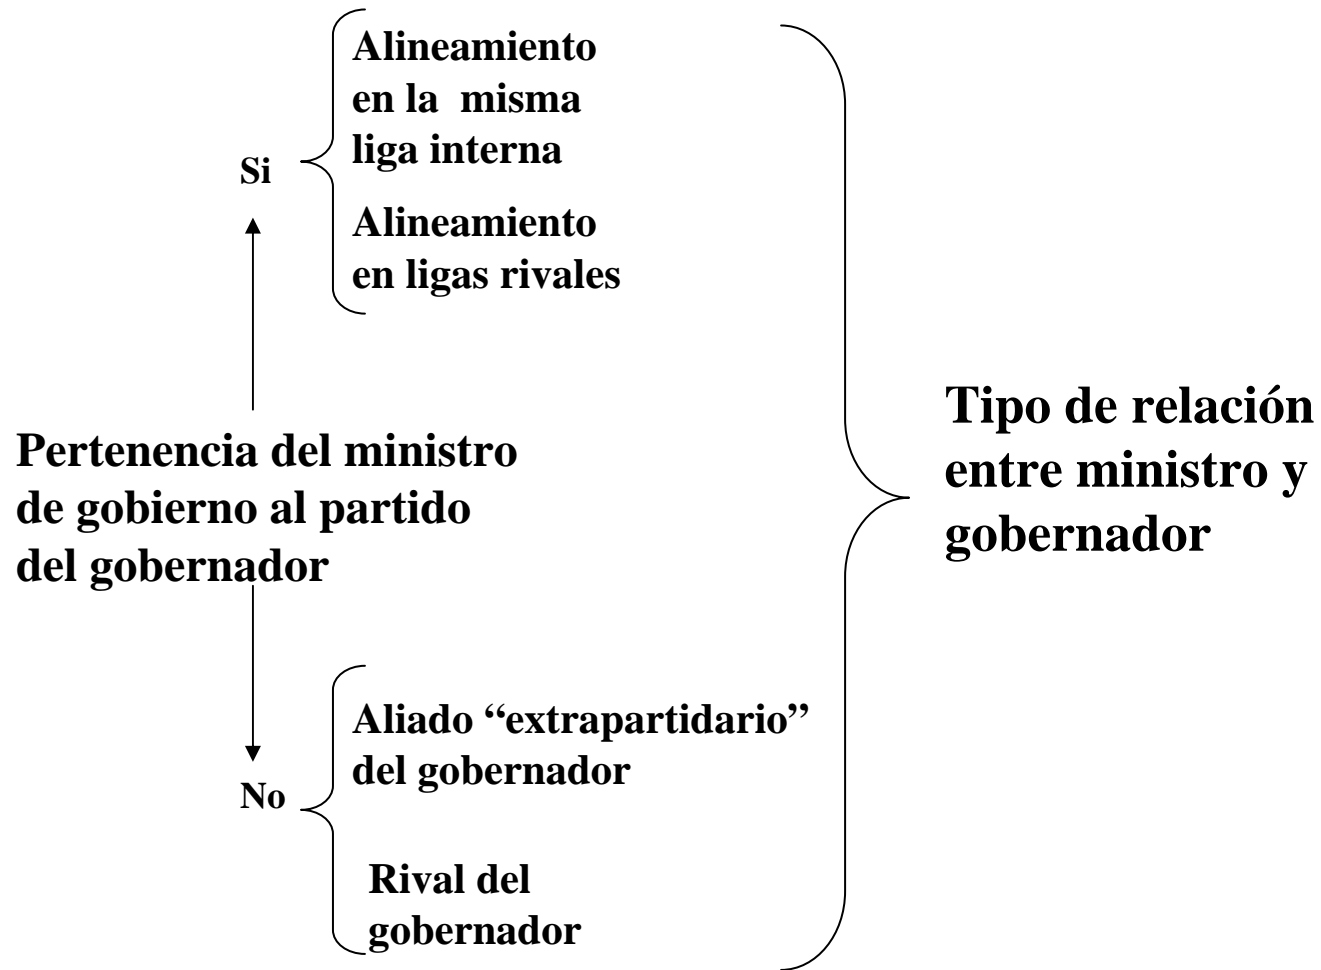 Alineamiento
en la misma
liga interna
Si
Alineamiento
en ligas rivales
Pertenencia del ministro
de gobierno al partido
del gobernador
Tipo de relación
entre ministro y
gobernador
Aliado “extrapartidario”
del gobernador
No
Rival del
gobernador